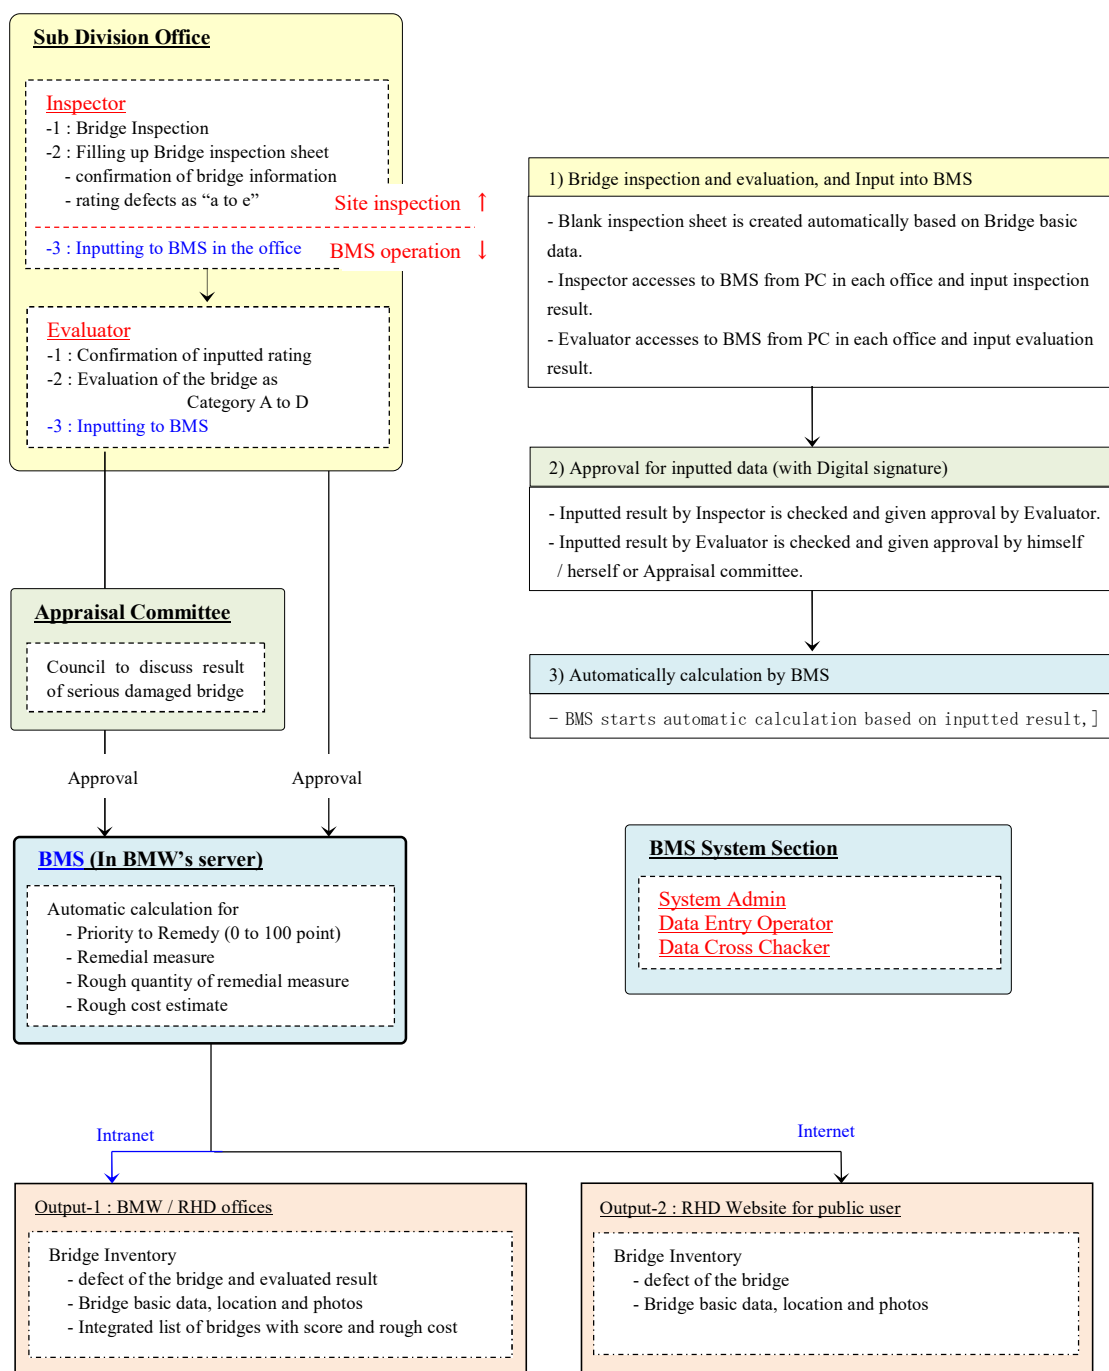 Sub Division Office
Inspector
-1 : Bridge Inspection
-2 : Filling up Bridge inspection sheet
- confirmation of bridge information
- rating defects as “a to e”
Site inspection ↑
-3 : Inputting to BMS in the office
BMS operation ↓
Evaluator
-1 : Confirmation of inputted rating
-2 : Evaluation of the bridge as
Category A to D
-3 : Inputting to BMS
1) Bridge inspection and evaluation, and Input into BMS
- Blank inspection sheet is created automatically based on Bridge basic
data.
- Inspector accesses to BMS from PC in each office and input inspection
result.
- Evaluator accesses to BMS from PC in each office and input evaluation
result.
2) Approval for inputted data (with Digital signature)
- Inputted result by Inspector is checked and given approval by Evaluator.
- Inputted result by Evaluator is checked and given approval by himself
/ herself or Appraisal committee.
3) Automatically calculation by BMS
- BMS starts automatic calculation based on inputted result,]
Appraisal Committee
Council to discuss result
of serious damaged bridge
Approval
Approval
BMS (In BMW’s server)
Automatic calculation for
- Priority to Remedy (0 to 100 point)
- Remedial measure
- Rough quantity of remedial measure
- Rough cost estimate
BMS System Section
System Admin
Data Entry Operator
Data Cross Chacker
Intranet
Internet
Output-1 : BMW / RHD offices
Bridge Inventory
- defect of the bridge and evaluated result
- Bridge basic data, location and photos
- Integrated list of bridges with score and rough cost
Output-2 : RHD Website for public user
Bridge Inventory
- defect of the bridge
- Bridge basic data, location and photos